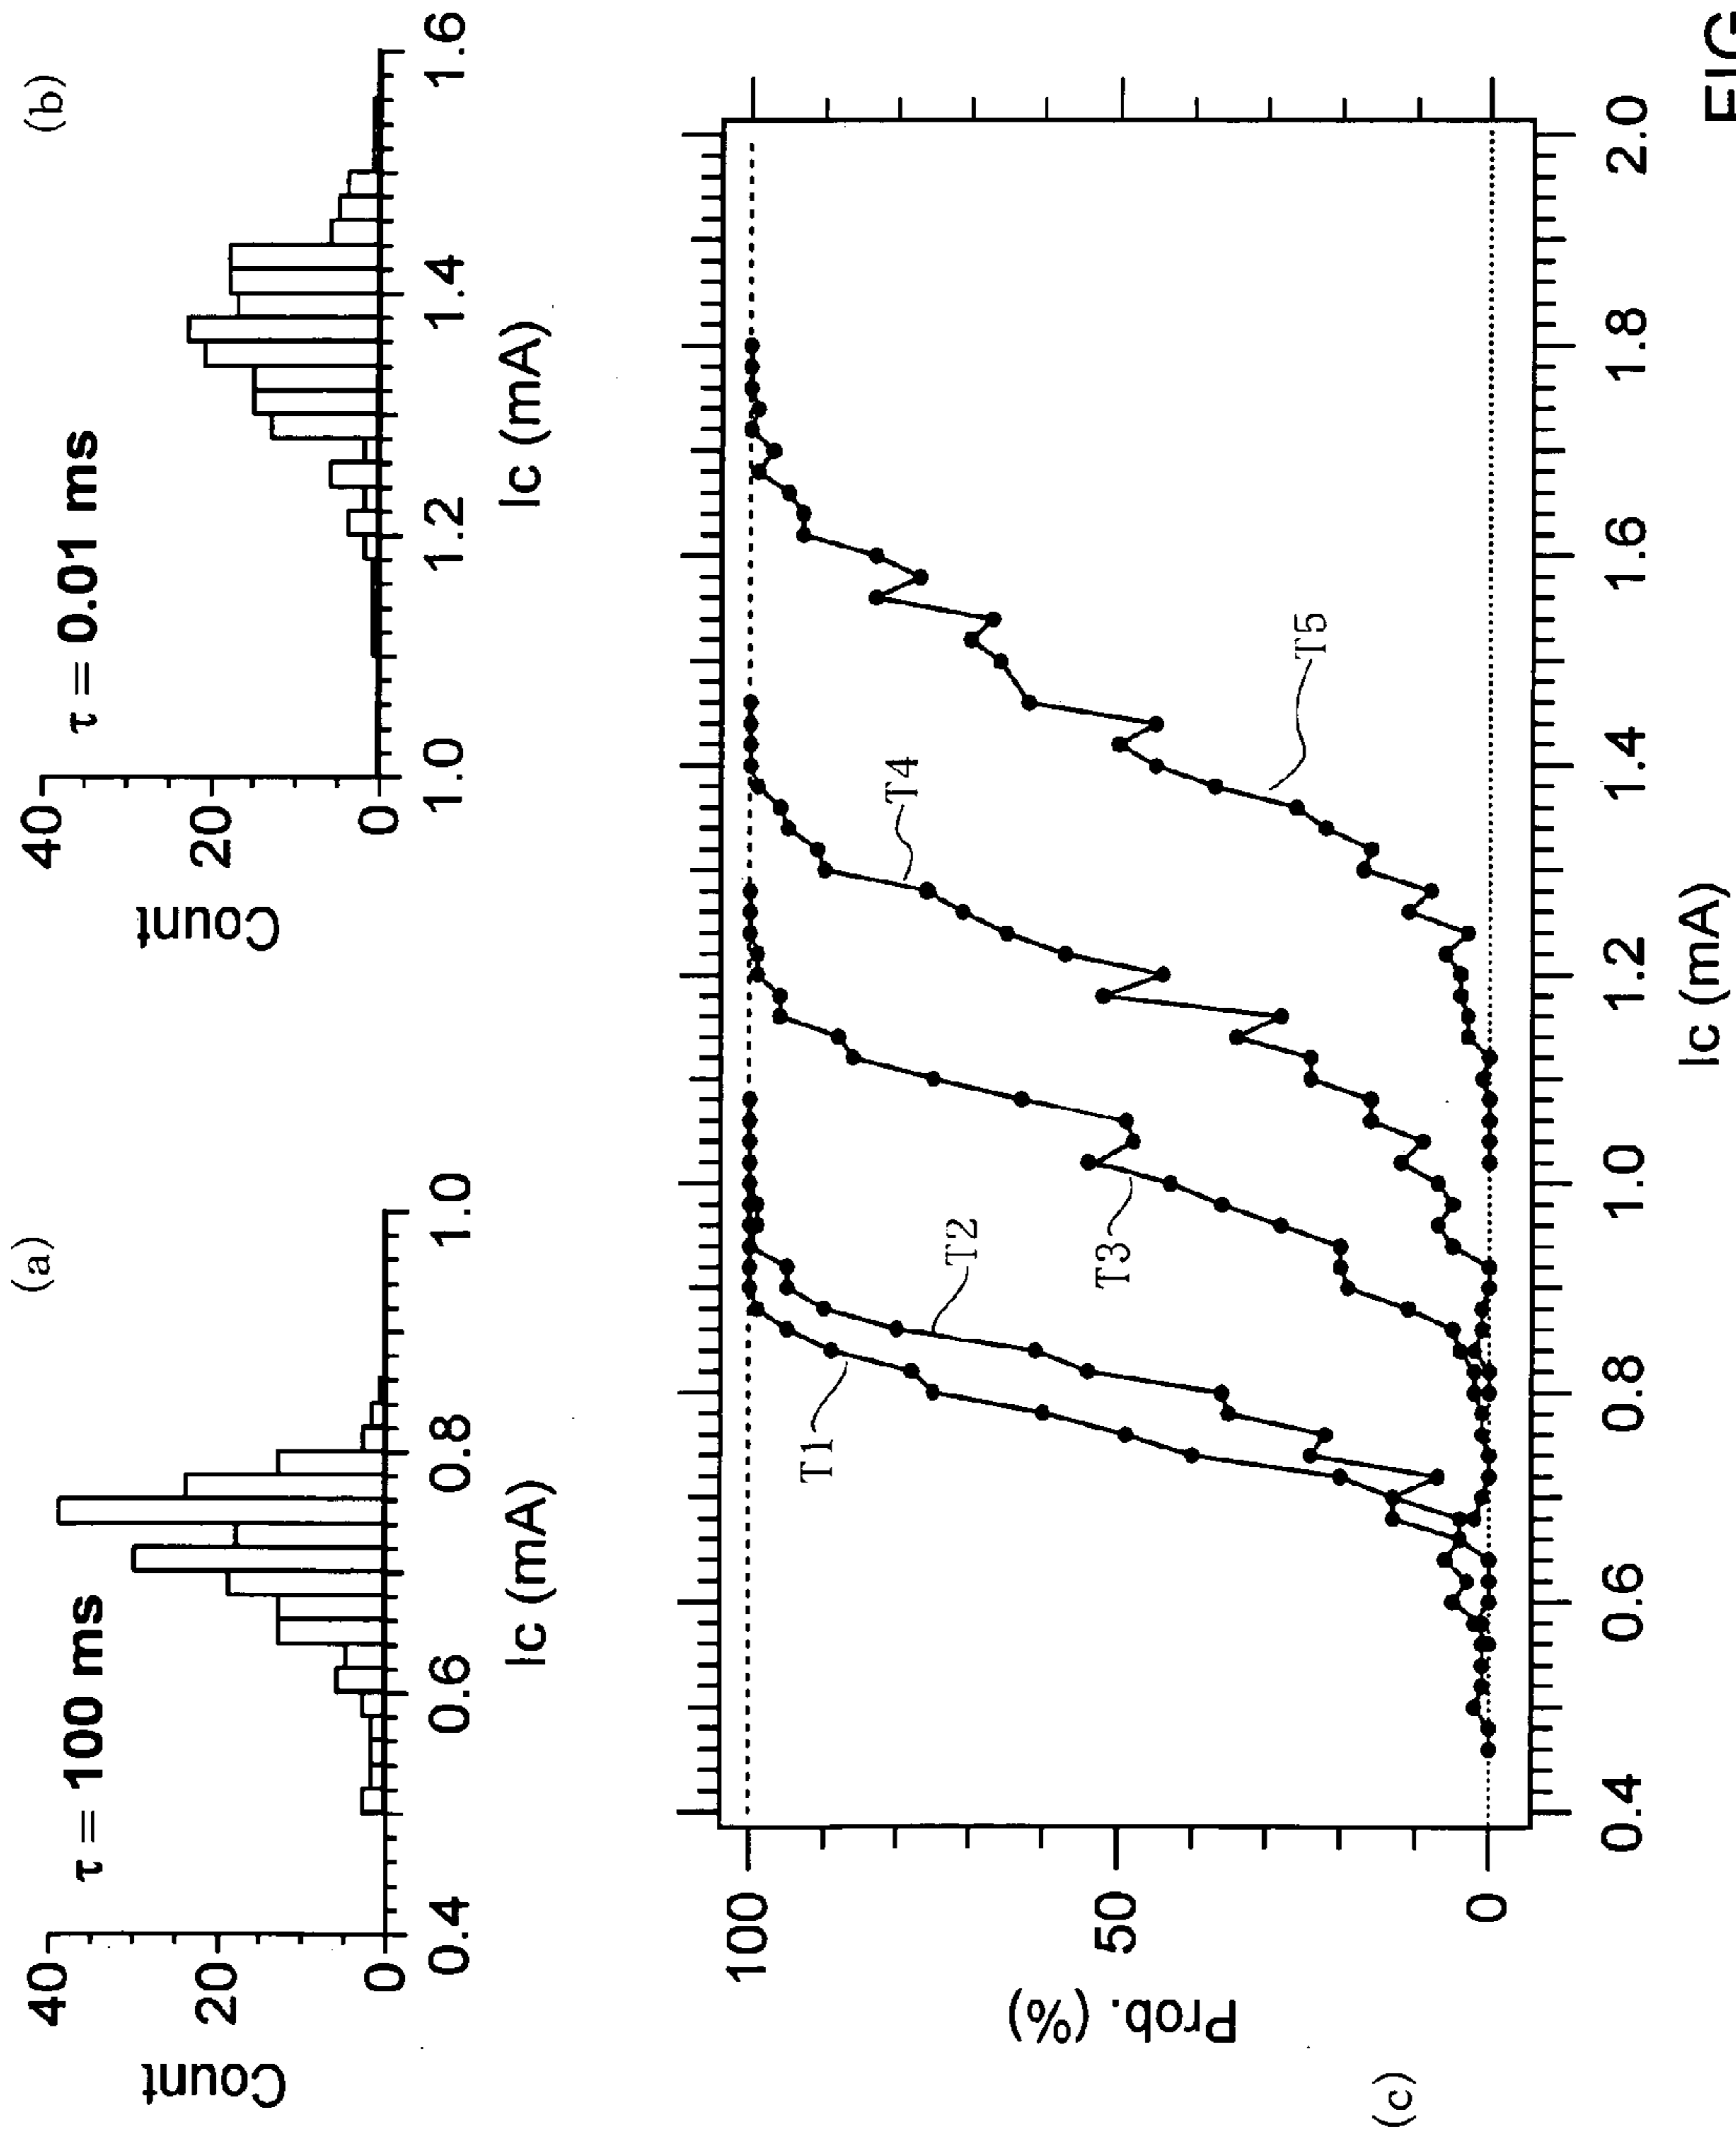 (a)
τ = 100 ms
Count
40
20
0
0.4 0.6 0.8 1.0
Ic (mA)
(b)
τ = 0.01 ms
Count
40
20
0
1.0 1.2 1.4 1.6
Ic (mA)
(c)
Prob. (%)
100
50
0
T1
T2
T3
T4
T5
0.4 0.6 0.8 1.0 1.2 1.4 1.6 1.8 2.0
Ic (mA)
FIG